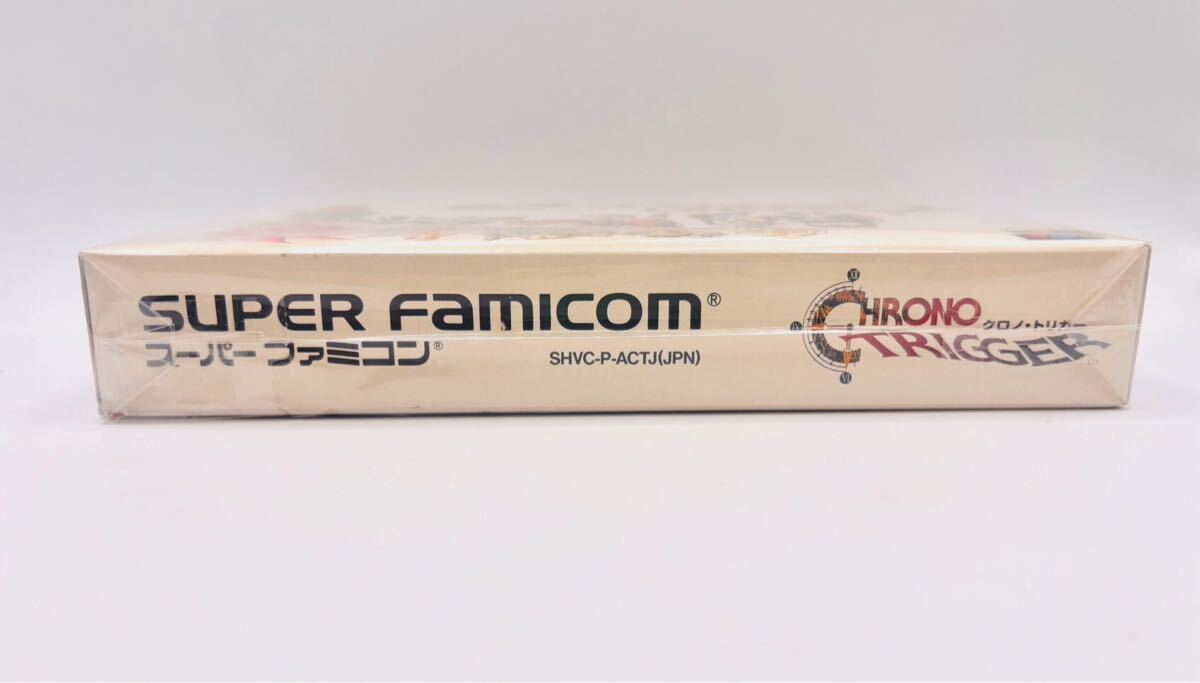 SUPER Famicom®
スーパーファミコン®
SHVC-P-ACTJ(JPN)
CHRONO
クロノ・トリガー
TRIGGER